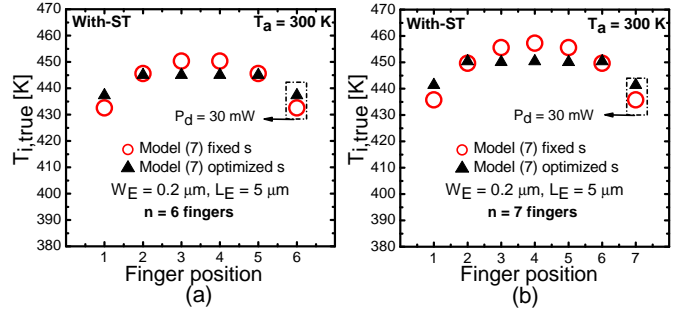 With-ST
T_a = 300 K
T_i,true [K]
460
450
440
430
420
410
400
390
380
P_d = 30 mW
Model (7) fixed s
Model (7) optimized s
W_E = 0.2 μm, L_E = 5 μm
n = 6 fingers
1 2 3 4 5 6
Finger position
(a)
With-ST
T_a = 300 K
470
460
450
440
430
420
410
400
390
380
P_d = 30 mW
Model (7) fixed s
Model (7) optimized s
W_E = 0.2 μm, L_E = 5 μm
n = 7 fingers
1 2 3 4 5 6 7
Finger position
(b)